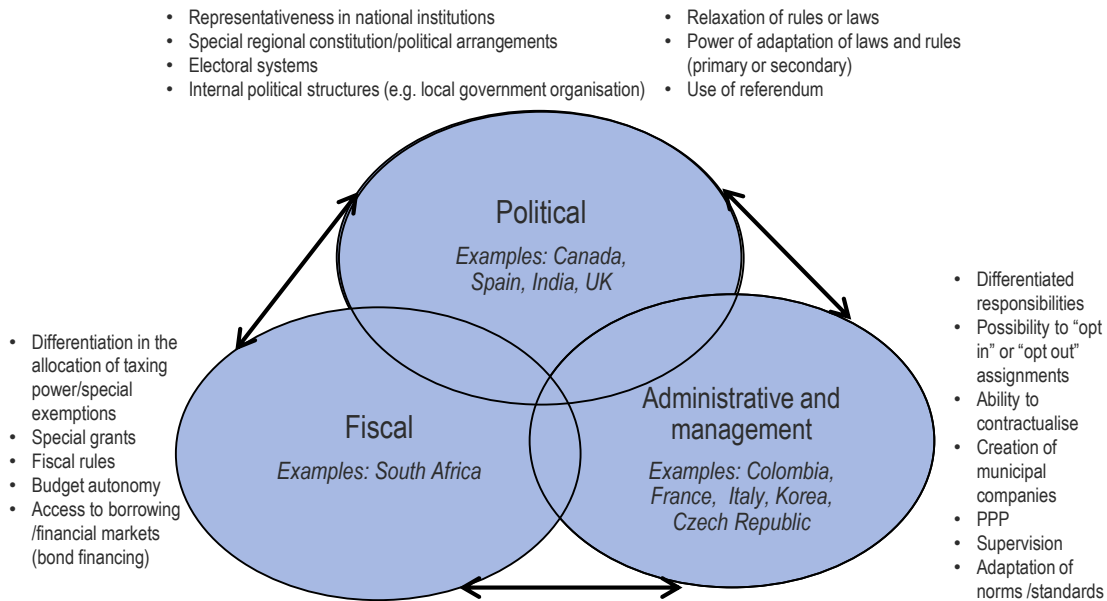 • Representativeness in national institutions
• Special regional constitution/political arrangements
• Electoral systems
• Internal political structures (e.g. local government organisation)
• Relaxation of rules or laws
• Power of adaptation of laws and rules
(primary or secondary)
• Use of referendum
Political
Examples: Canada,
Spain, India, UK
• Differentiation in the
allocation of taxing
power/special
exemptions
• Special grants
• Fiscal rules
• Budget autonomy
• Access to borrowing
/financial markets
(bond financing)
Fiscal
Examples: South Africa
Administrative and
management
Examples: Colombia,
France, Italy, Korea,
Czech Republic
• Differentiated
responsibilities
• Possibility to “opt
in” or “opt out”
assignments
• Ability to
contractualise
• Creation of
municipal
companies
• PPP
• Supervision
• Adaptation of
norms /standards